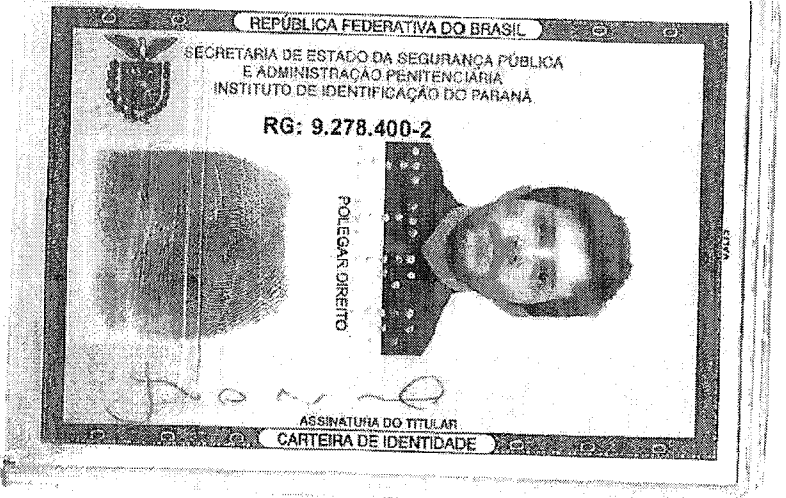 REPÚBLICA FEDERATIVA DO BRASIL
SECRETARIA DE ESTADO DA SEGURANÇA PÚBLICA
E ADMINISTRAÇÃO PENITENCIÁRIA
INSTITUTO DE IDENTIFICAÇÃO DO PARANÁ
RG: 9.278.400-2
POLEGAR DIREITO
ASSINATURA DO TITULAR
CARTEIRA DE IDENTIDADE